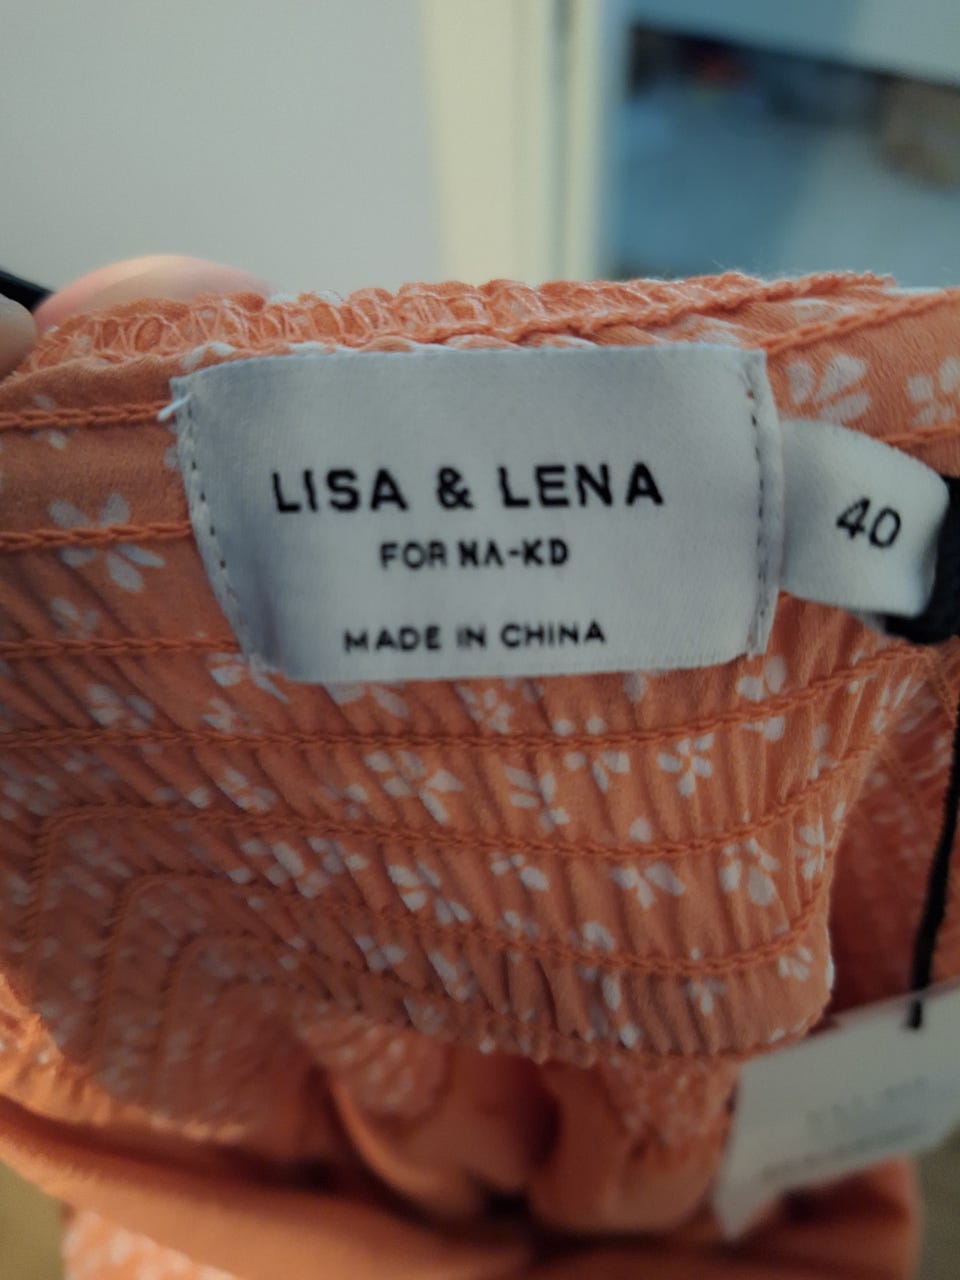 LISA & LENA
FOR NA-KD
MADE IN CHINA
40